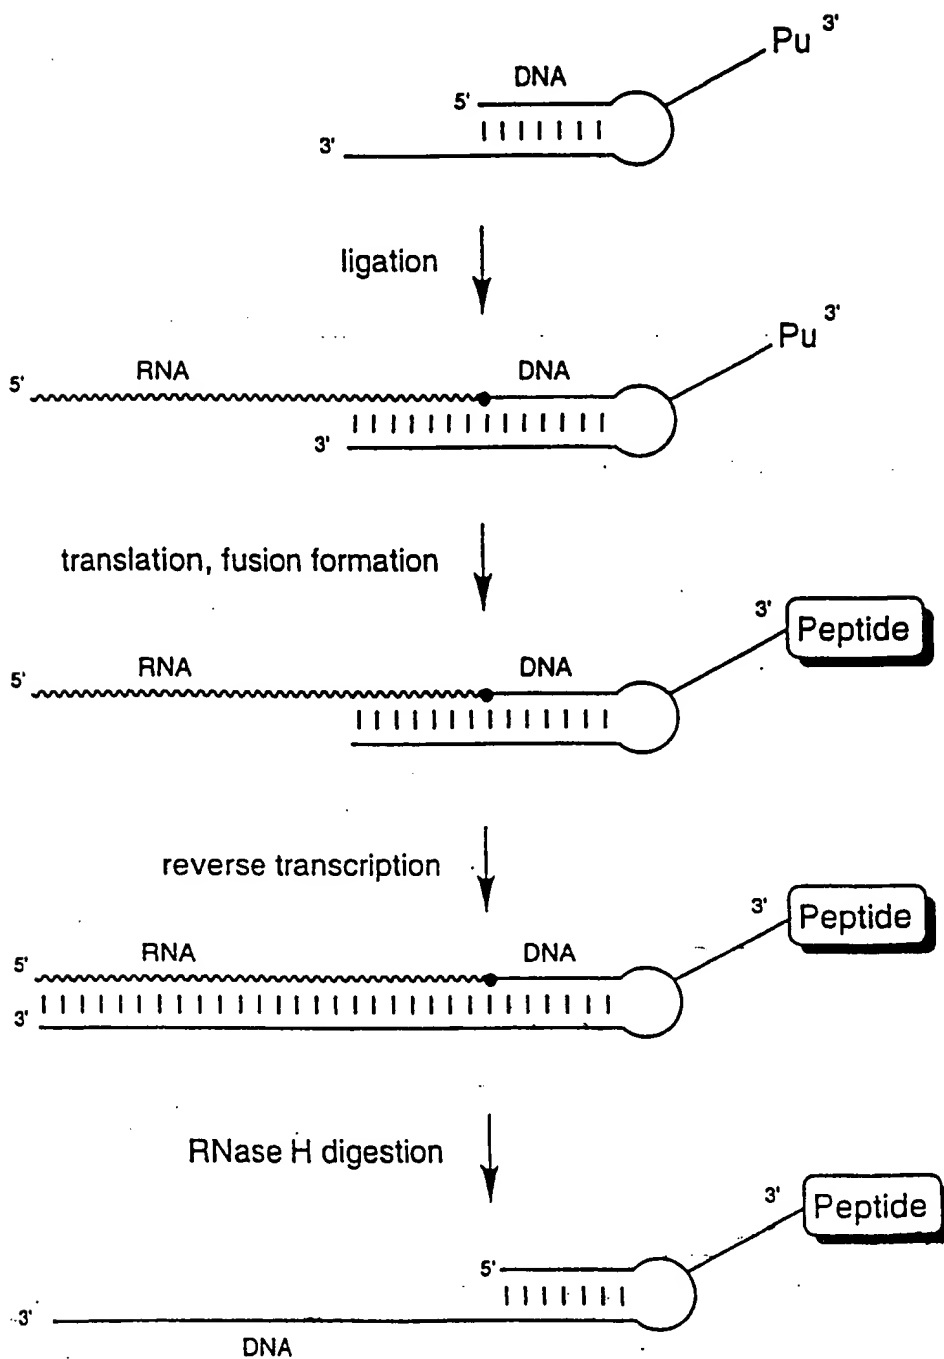 Pu 3'
DNA
5'
3'
ligation
Pu 3'
5' RNA DNA
3'
translation, fusion formation
3' Peptide
5' RNA DNA
reverse transcription
3' Peptide
5' RNA DNA
3'
RNase H digestion
3' Peptide
5'
3'
DNA